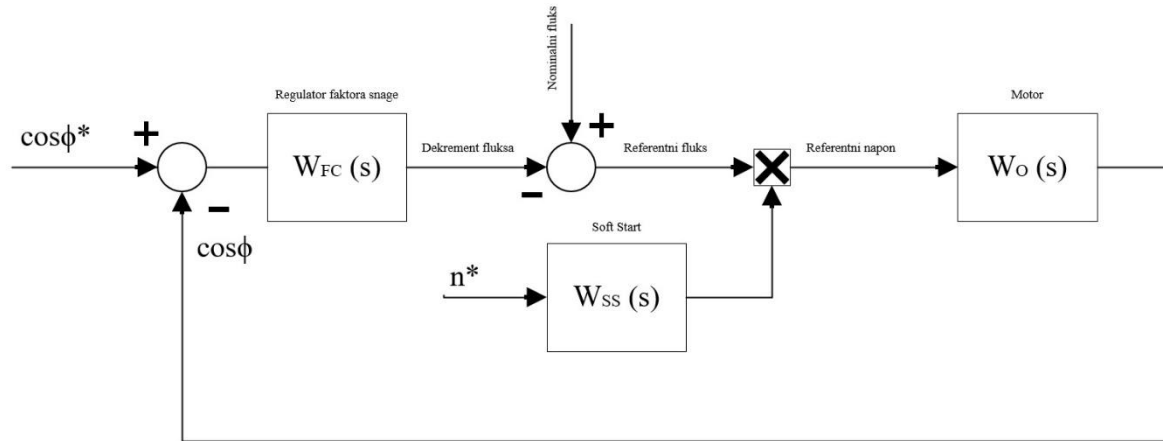 Nominalni fluks
Regulator faktora snage
Motor
cosϕ*
+
+
W_FC (s)
Dekrement fluksa
Referentni fluks
Referentni napon
W_O (s)
−
−
cosϕ
Soft Start
n*
W_SS (s)